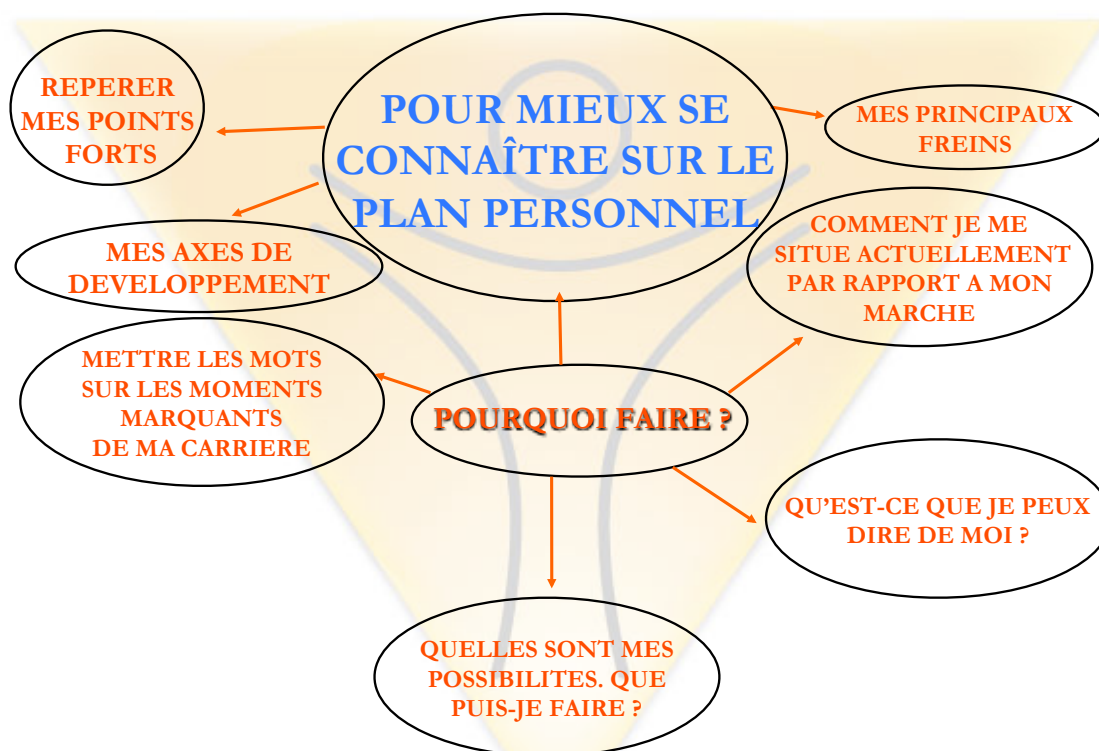 REPERER
MES POINTS
FORTS
POUR MIEUX SE
CONNAÎTRE SUR LE
PLAN PERSONNEL
MES PRINCIPAUX
FREINS
MES AXES DE
DEVELOPPEMENT
COMMENT JE ME
SITUE ACTUELLEMENT
PAR RAPPORT A MON
MARCHE
METTRE LES MOTS
SUR LES MOMENTS
MARQUANTS
DE MA CARRIERE
POURQUOI FAIRE ?
QU’EST-CE QUE JE PEUX
DIRE DE MOI ?
QUELLES SONT MES
POSSIBILITES. QUE
PUIS-JE FAIRE ?